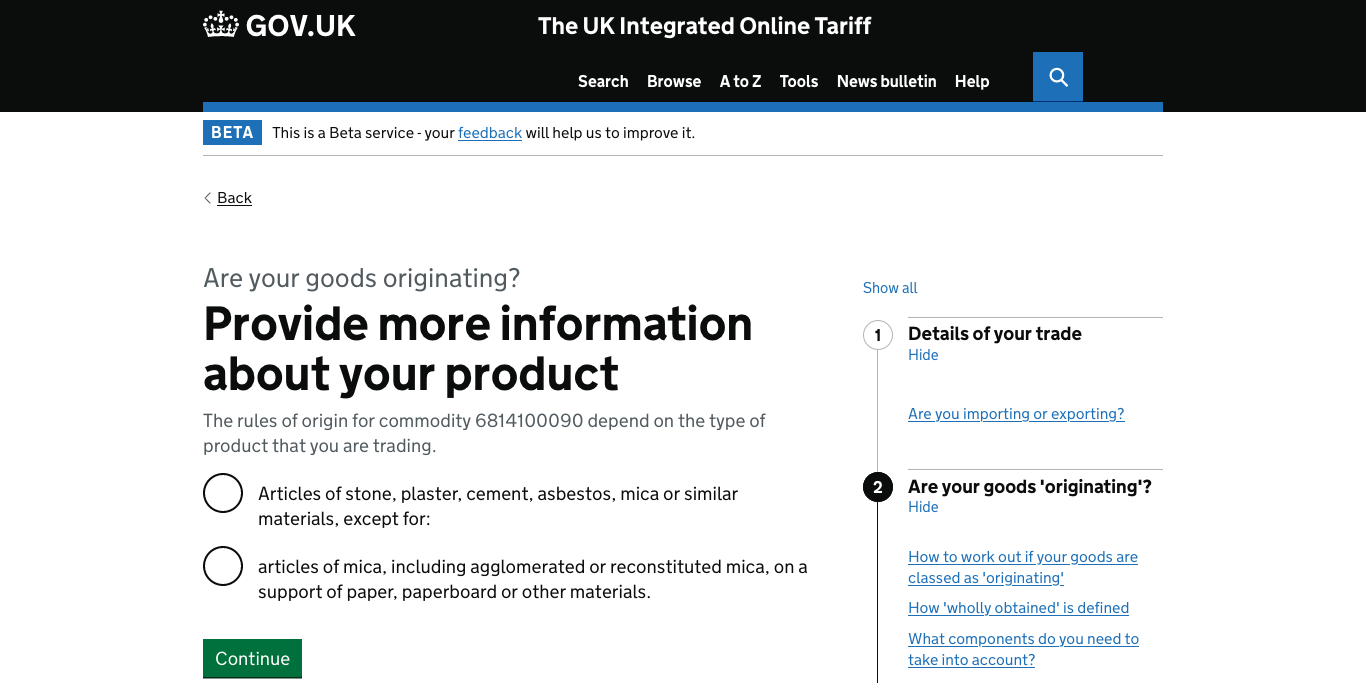 GOV.UK
The UK Integrated Online Tariff
Search Browse A to Z Tools News bulletin Help
BETA This is a Beta service - your feedback will help us to improve it.
Back
Are your goods originating?
Provide more information
about your product
The rules of origin for commodity 6814100090 depend on the type of
product that you are trading.
Articles of stone, plaster, cement, asbestos, mica or similar
materials, except for:
articles of mica, including agglomerated or reconstituted mica, on a
support of paper, paperboard or other materials.
Continue
Show all
1 Details of your trade
Hide
Are you importing or exporting?
2 Are your goods 'originating'?
Hide
How to work out if your goods are
classed as 'originating'
How 'wholly obtained' is defined
What components do you need to
take into account?